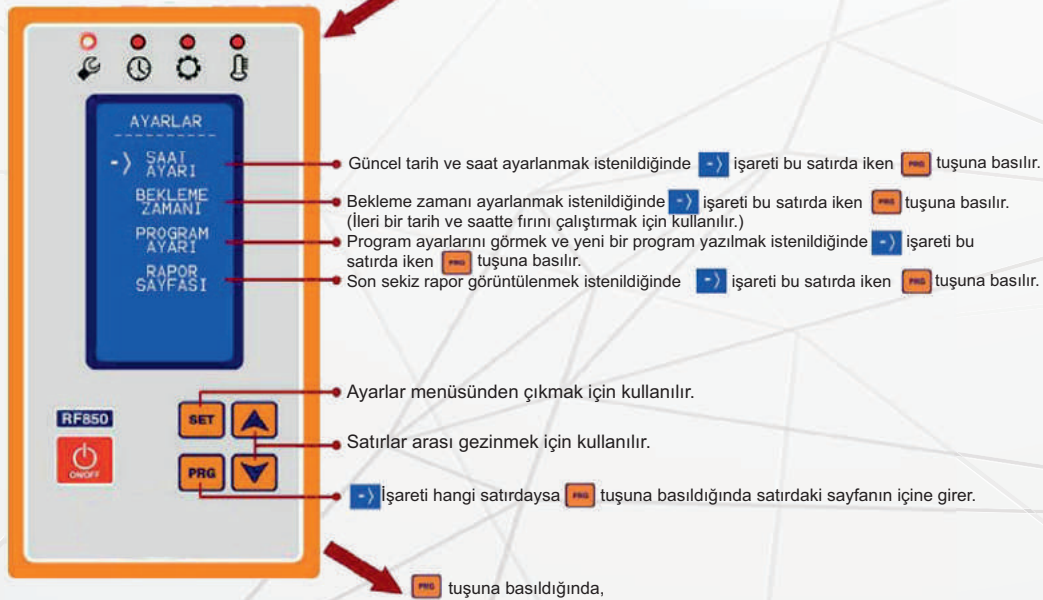 AYARLAR
-> SAAT
AYARI
BEKLEME
ZAMANI
PROGRAM
AYARI
RAPOR
SAYFASI
Güncel tarih ve saat ayarlanmak istenildiğinde -> işareti bu satırda iken PRG tuşuna basılır.
Bekleme zamanı ayarlanmak istenildiğinde -> işareti bu satırda iken PRG tuşuna basılır.
(İleri bir tarih ve saatte fırını çalıştırmak için kullanılır.)
Program ayarlarını görmek ve yeni bir program yazılmak istenildiğinde -> işareti bu
satırda iken PRG tuşuna basılır.
Son sekiz rapor görüntülenmek istenildiğinde -> işareti bu satırda iken PRG tuşuna basılır.
Ayarlar menüsünden çıkmak için kullanılır.
RF850
SET
Satırlar arası gezinmek için kullanılır.
ON/OFF
PRG
-> İşareti hangi satırdaysa PRG tuşuna basıldığında satırdaki sayfanın içine girer.
PRG tuşuna basıldığında,